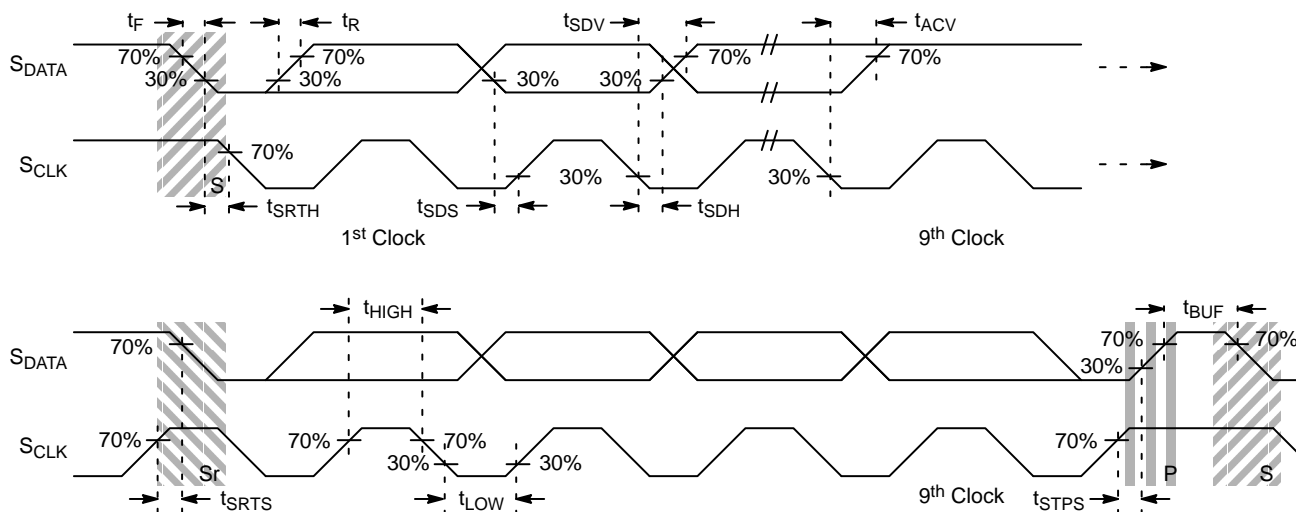 tF tR tSDV tACV
SDATA 70% 30% 70% 30% 30% 30% 70% 70%
SCLK 70% 30% 30%
S
tSRTH tSDS tSDH
1st Clock 9th Clock
tHIGH tBUF
SDATA 70% 70% 30% 70%
SCLK 70% 70% 70% 30% 30% 70%
Sr P S
tSRTS tLOW 9th Clock tSTPS